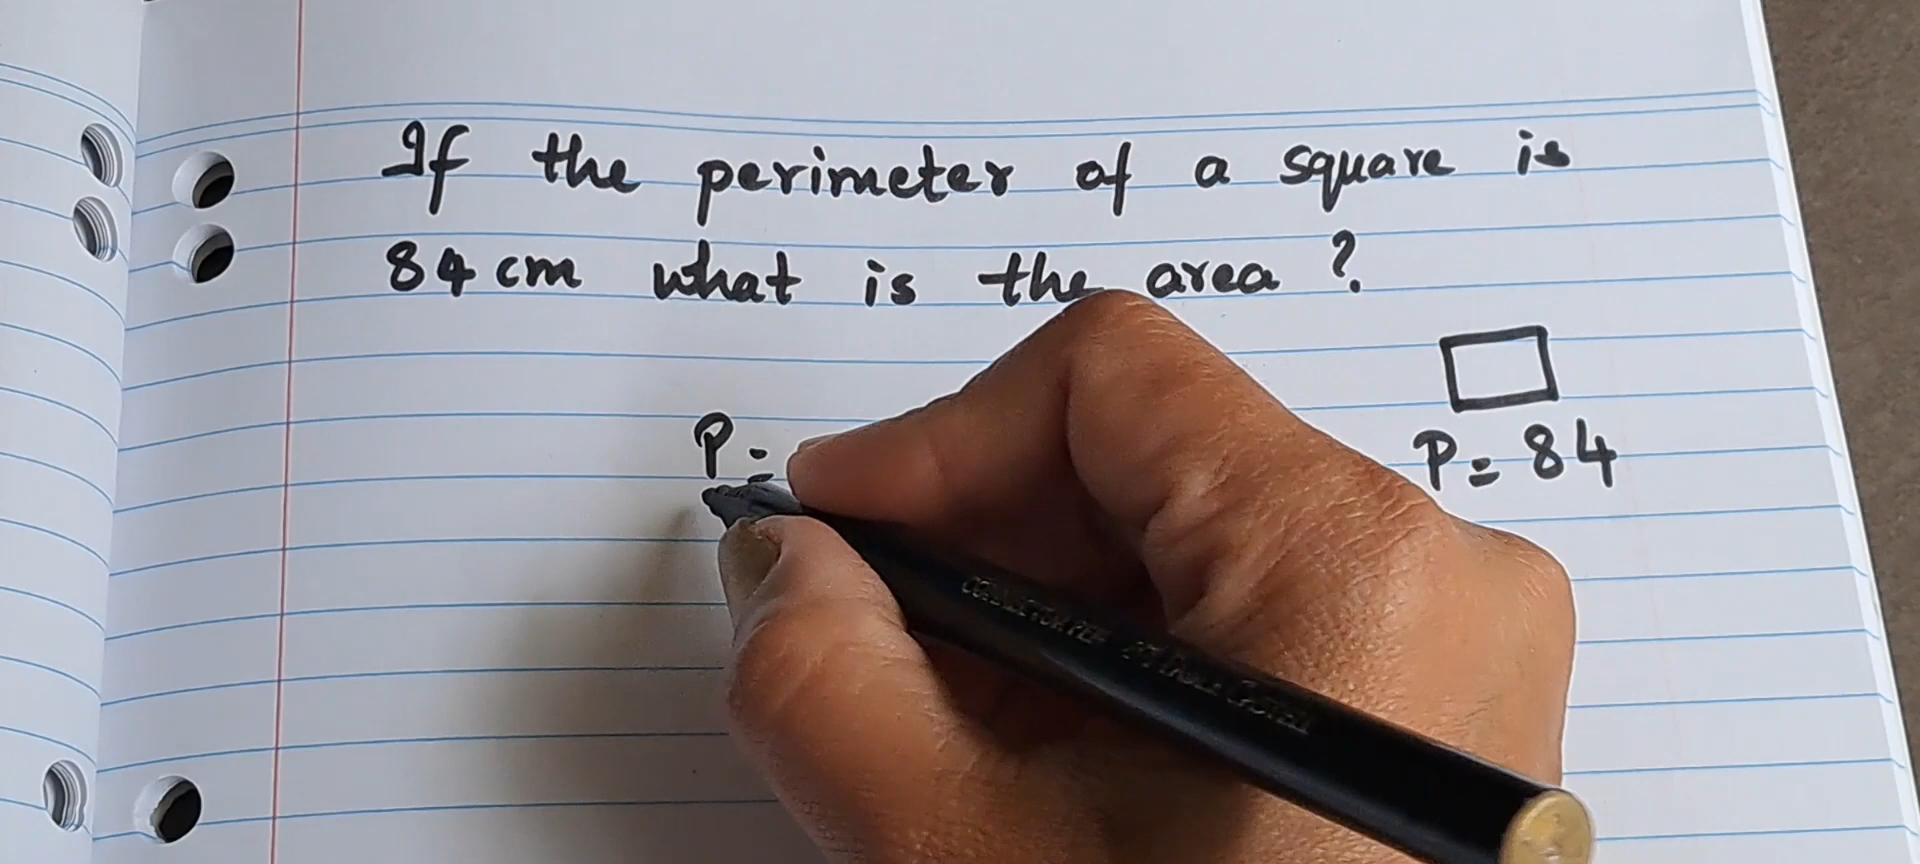 If the perimeter of a square is
84 cm what is the area ?
P =
P = 84